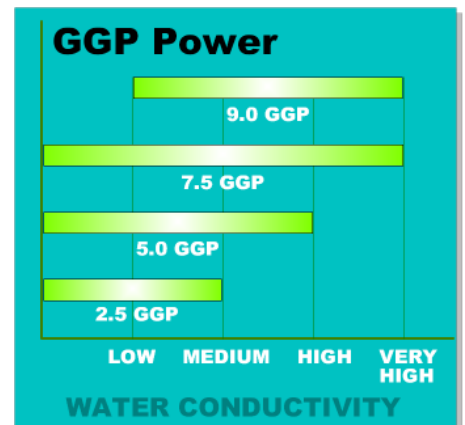 GGP Power
9.0 GGP
7.5 GGP
5.0 GGP
2.5 GGP
LOW MEDIUM HIGH VERY HIGH
WATER CONDUCTIVITY